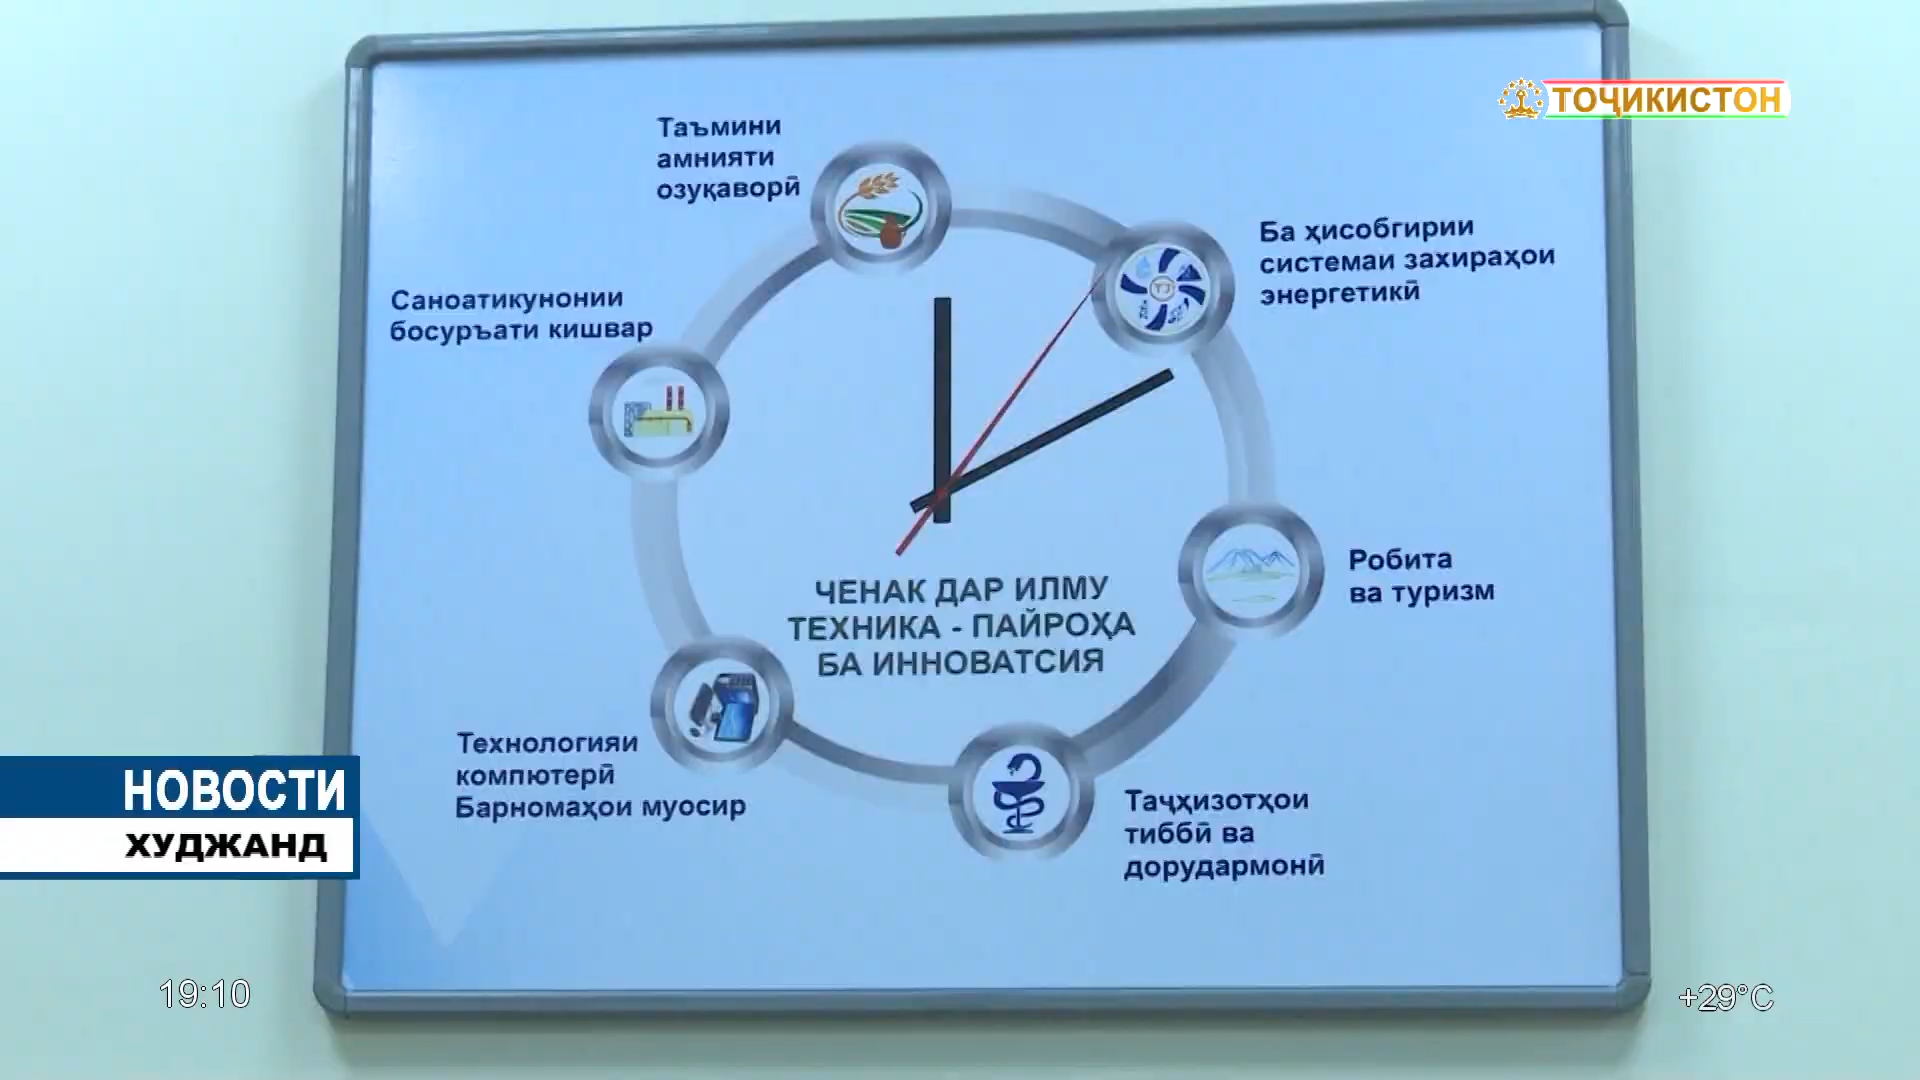 ТОҶИКИСТОН
Таъмини
амнияти
озуқаворӣ
Ба ҳисобгирии
системаи захираҳои
энергетикӣ
Саноатикунонии
босуръати кишвар
Робита
ва туризм
ЧЕНАК ДАР ИЛМУ
ТЕХНИКА - ПАЙРОҲА
БА ИННОВАТСИЯ
Технологияи
компютерӣ
Барномаҳои муосир
Таҷҳизотҳои
тиббӣ ва
дорудармонӣ
НОВОСТИ
ХУДЖАНД
19:10
+29°C